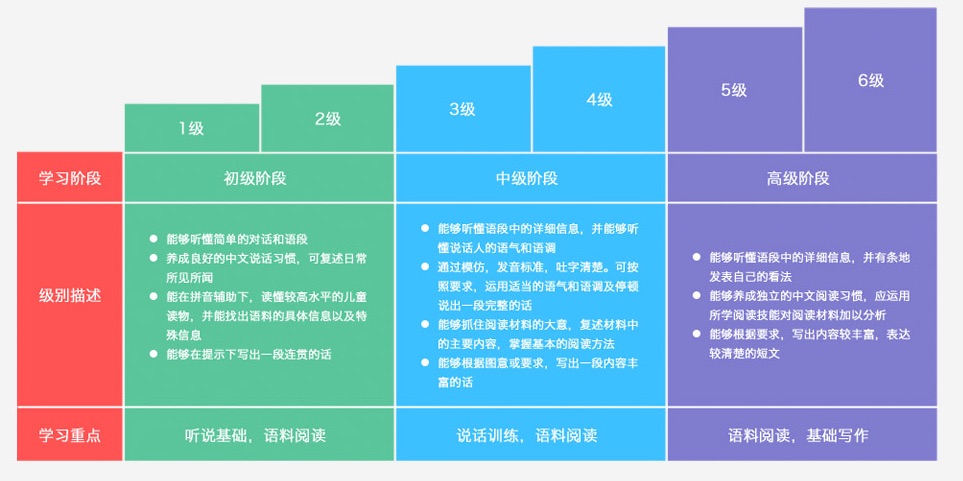 1级
2级
3级
4级
5级
6级
学习阶段
初级阶段
中级阶段
高级阶段
级别描述
能够听懂简单的对话和语段
养成良好的中文说话习惯，可复述日常
所见所闻
能在拼音辅助下，读懂较高水平的儿童
读物，并能找出语料的具体信息以及特
殊信息
能够在提示下写出一段连贯的话
能够听懂语段中的详细信息，并能够听
懂说话人的语气和语调
通过模仿，发音标准，吐字清楚。可按
照要求，运用适当的语气和语调及停顿
说出一段完整的话
能够抓住阅读材料的大意，复述材料中
的主要内容，掌握基本的阅读方法
能够根据图意或要求，写出一段内容丰
富的话
能够听懂语段中的详细信息，并有条地
发表自己的看法
能够养成独立的中文阅读习惯，应运用
所学阅读技能对阅读材料加以分析
能够根据要求，写出内容较丰富，表达
较清楚的短文
学习重点
听说基础，语料阅读
说话训练，语料阅读
语料阅读，基础写作